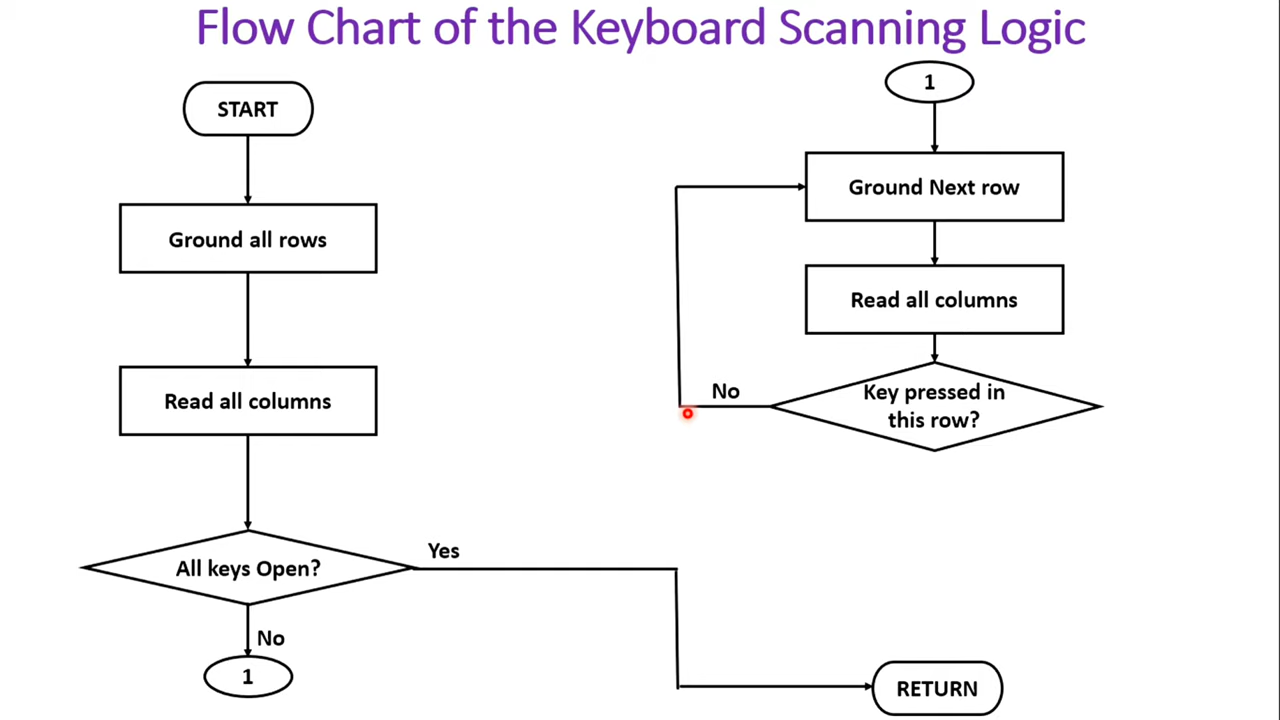 Flow Chart of the Keyboard Scanning Logic
START
Ground all rows
Read all columns
All keys Open?
Yes
No
1
1
Ground Next row
Read all columns
Key pressed in
this row?
No
RETURN